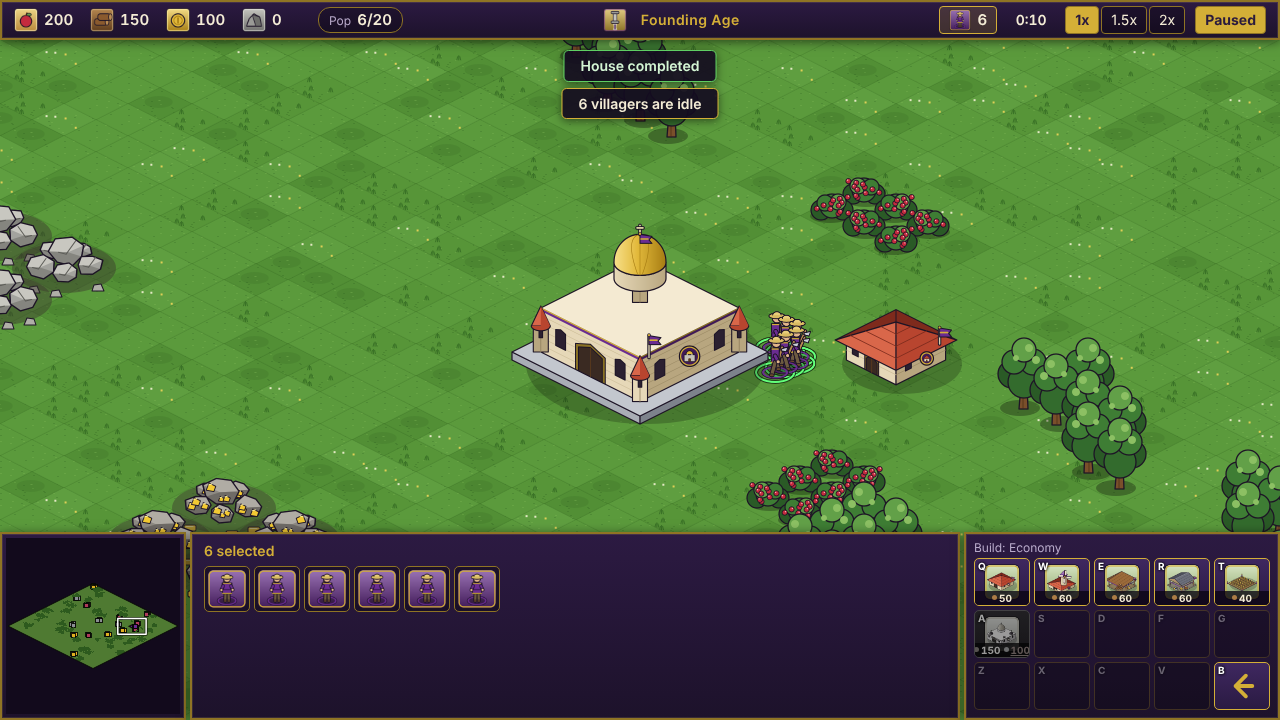 200
150
100
0
Pop 6/20
Founding Age
6
0:10
1x
1.5x
2x
Paused
House completed
6 villagers are idle
6 selected
Build: Economy
Q 50
W 60
E 60
R 60
T 40
A 150 100
S
D
F
G
Z
X
C
V
B